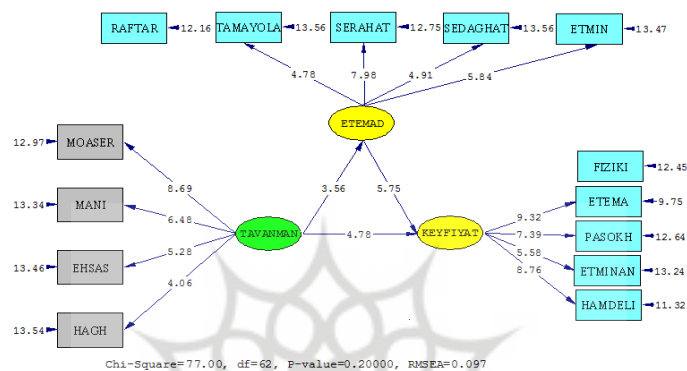 RAFTAR 12.16 TAMAYOLA 13.56 SERAHAT 12.75 SEDAGHAT 13.56 ETMIN 13.47
4.78 7.98 4.91 5.84
ETEMAD
12.97 MOASER
8.69
3.56 5.75
FIZIKI 12.45
ETEMA 9.75
13.34 MANI
6.48
9.32
TAVANMAN 4.78 KEYFIYAT
7.39
PASOKH 12.64
13.46 EHSAS
5.28
5.58
ETMINAN 13.24
4.06
8.76
HAMDELI 11.32
13.54 HAGH
Chi-Square=77.00, df=62, P-value=0.20000, RMSEA=0.097